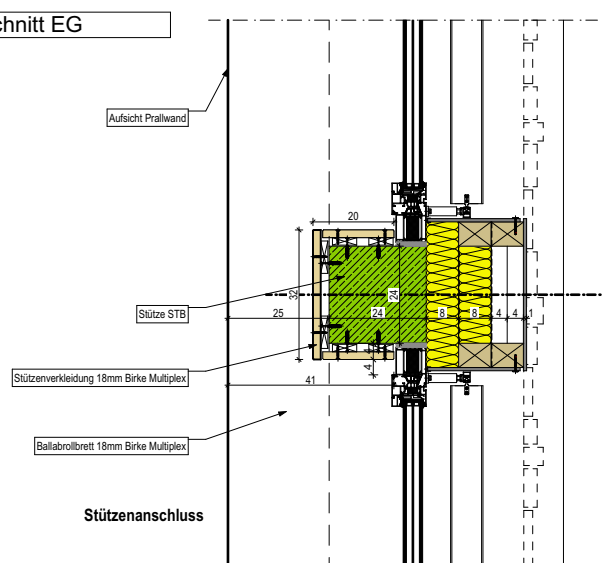 chnitt EG
Aufsicht Prallwand
20
Stütze STB
32
24
25
24
8
8
4
4
1
4
4
Stützenverkleidung 18mm Birke Multiplex
41
Ballabrollbrett 18mm Birke Multiplex
Stützenanschluss